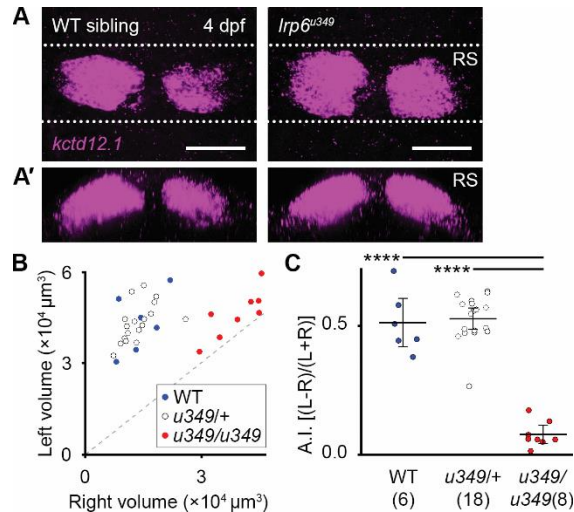 A
WT sibling 4 dpf
lrp6u349
RS
kctd12.1
A′
RS
B
Left volume (×10⁴ μm³)
6
3
0
0 3
Right volume (×10⁴ μm³)
WT
u349/+
u349/u349
C
A.I. [(L-R)/(L+R)]
****
****
0.5
0.0
WT
(6)
u349/+
(18)
u349/
u349(8)